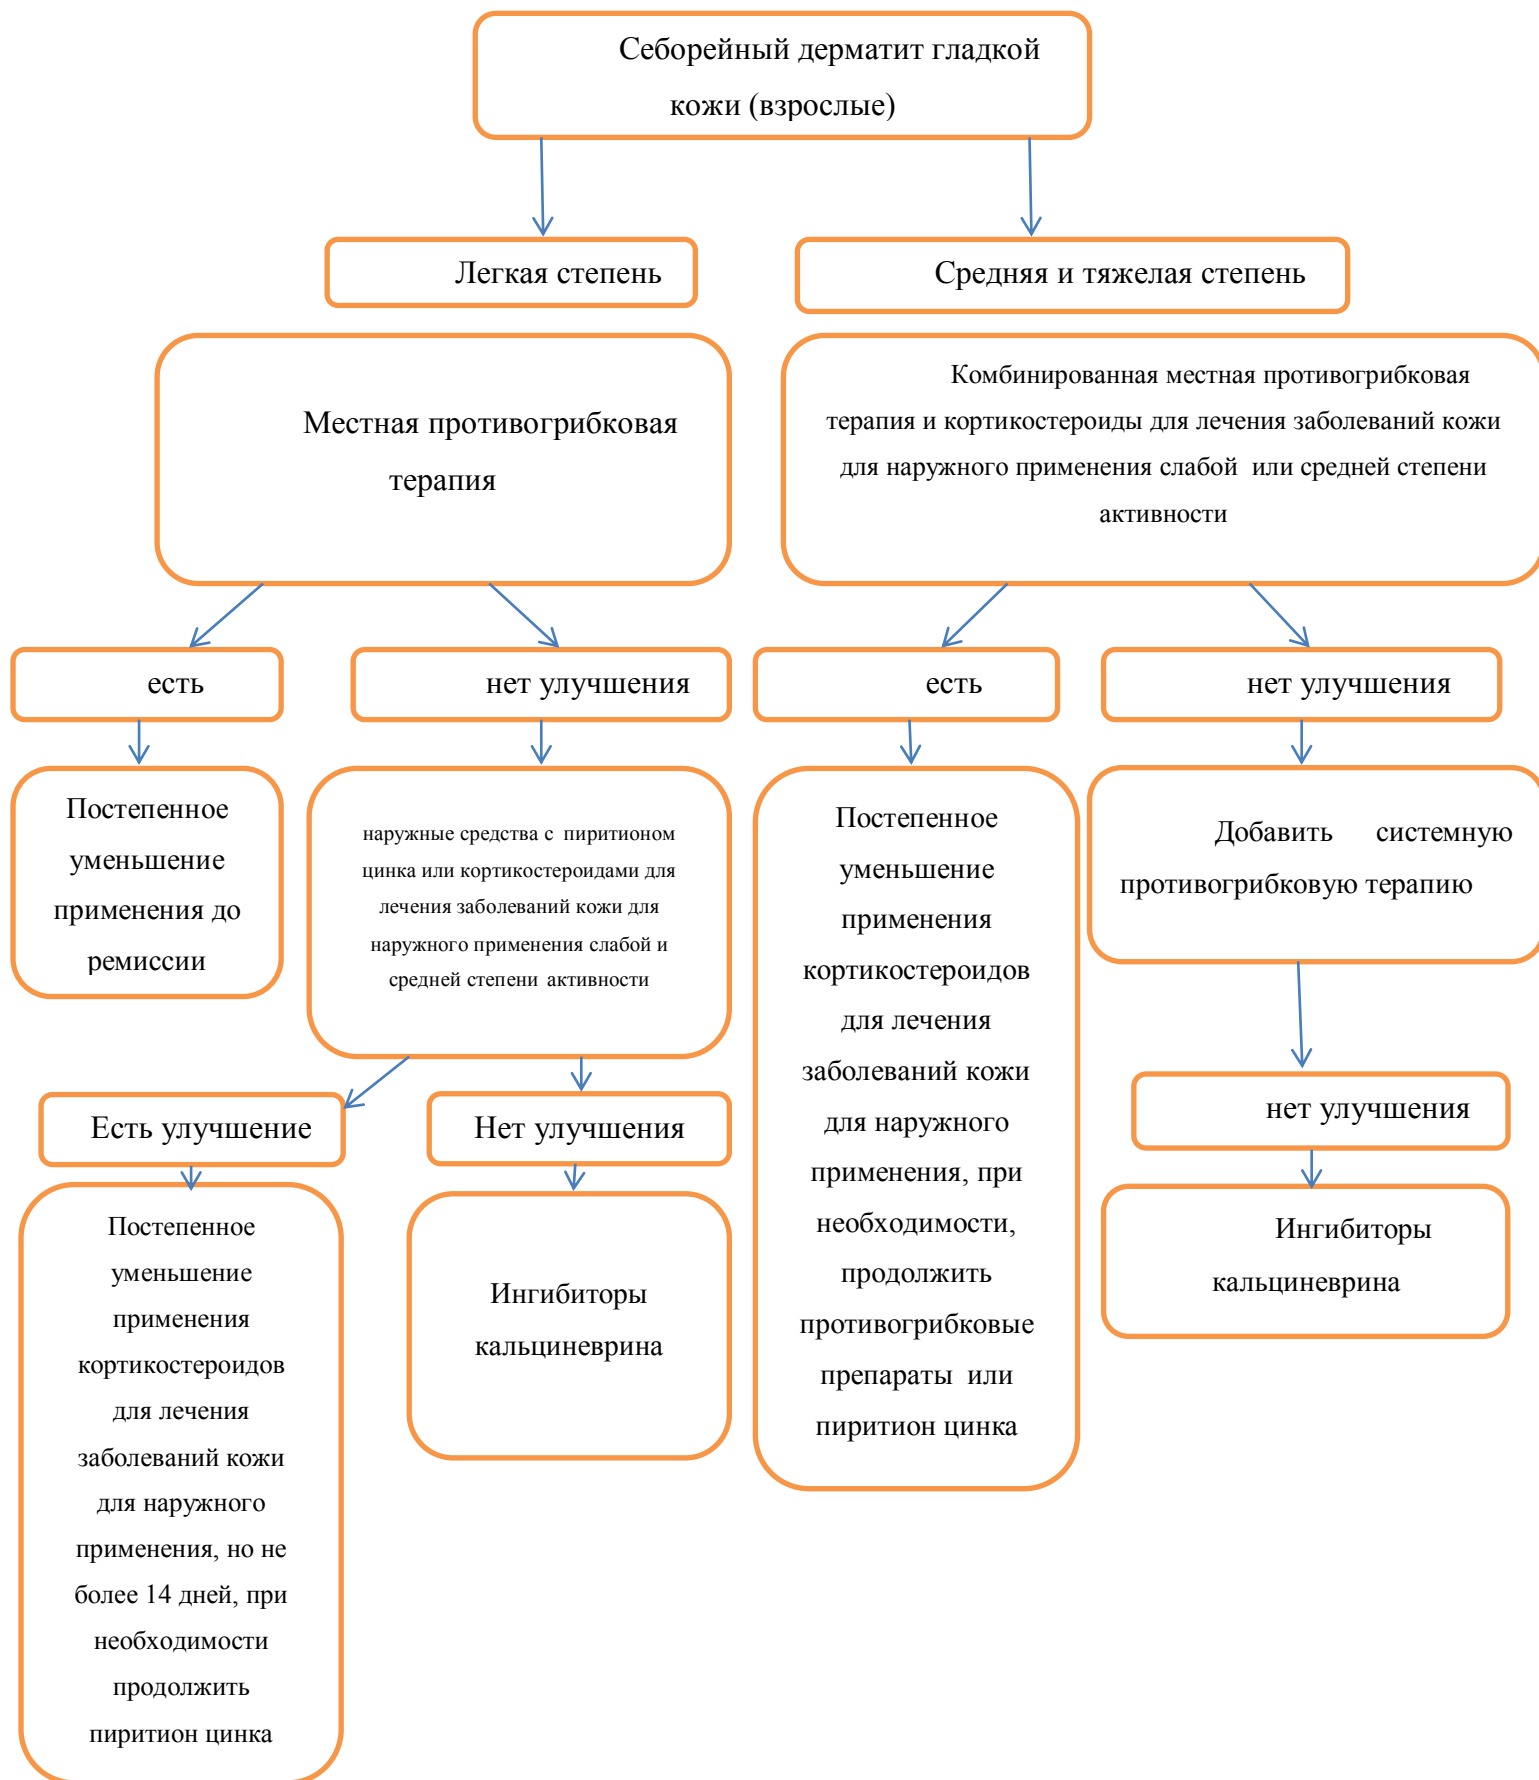 Себорейный дерматит гладкой
кожи (взрослые)
Легкая степень
Средняя и тяжелая степень
Местная противогрибковая
терапия
Комбинированная местная противогрибковая
терапия и кортикостероиды для лечения заболеваний кожи
для наружного применения слабой или средней степени
активности
есть
нет улучшения
есть
нет улучшения
Постепенное
уменьшение
применения до
ремиссии
наружные средства с пиритионом
цинка или кортикостероидами для
лечения заболеваний кожи для
наружного применения слабой и
средней степени активности
Постепенное
уменьшение
применения
кортикостероидов
для лечения
заболеваний кожи
для наружного
применения, при
необходимости,
продолжить
противогрибковые
препараты или
пиритион цинка
Добавить системную
противогрибковую терапию
Есть улучшение
Нет улучшения
нет улучшения
Постепенное
уменьшение
применения
кортикостероидов
для лечения
заболеваний кожи
для наружного
применения, но не
более 14 дней, при
необходимости
продолжить
пиритион цинка
Ингибиторы
кальциневрина
Ингибиторы
кальциневрина